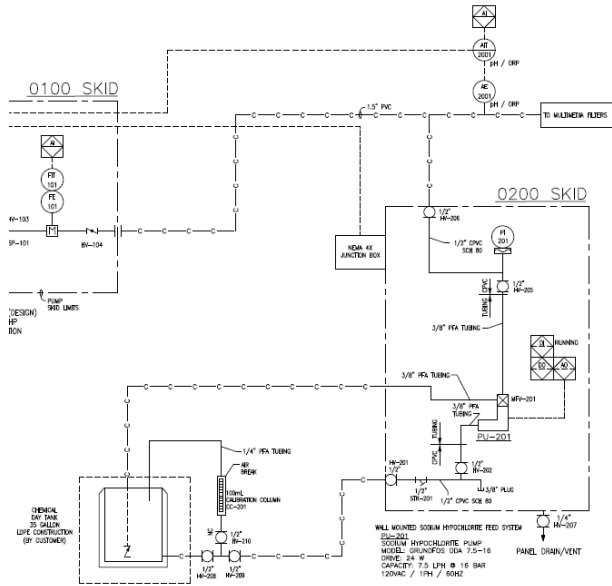 AI
AIT
2001
pH / ORP
AE
2001
pH / ORP
1.5" PVC
TO MULTIMEDIA FILTERS
0100 SKID
AI
FIT
101
FE
101
M
BV-104
SP-101
PUMP
SKID LIMITS
(DESIGN)
HP
TION
0200 SKID
1/2"
HV-206
PI
201
1/2" CPVC
SCH 80
NEMA 4X
JUNCTION BOX
1/2"
HV-205
CPVC
TUBING
3/8" PFA TUBING
DI
RUNNING
DO
AO
3/8" PFA TUBING
MFV-201
3/8" PFA
TUBING
PU-201
TUBING
CPVC
1/4" PFA TUBING
AIR
BREAK
100mL
CALIBRATION COLUMN
CC-201
HV-201
1/2"
HV-202
1/2"
1/2"
STR-201
1/2" CPVC SCH 80
3/8" PLUG
CHEMICAL
DAY TANK
35 GALLON
LDPE CONSTRUCTION
(BY CUSTOMER)
NC
1/2"
HV-210
1/2"
HV-208
1/2"
HV-209
1/4"
HV-207
PANEL DRAIN/VENT
WALL MOUNTED SODIUM HYPOCHLORITE FEED SYSTEM
PU-201
SODIUM HYPOCHLORITE PUMP
MODEL: GRUNDFOS DDA 7.5-16
DRIVE: 24 W
CAPACITY: 7.5 LPH @ 16 BAR
120VAC / 1PH / 60HZ